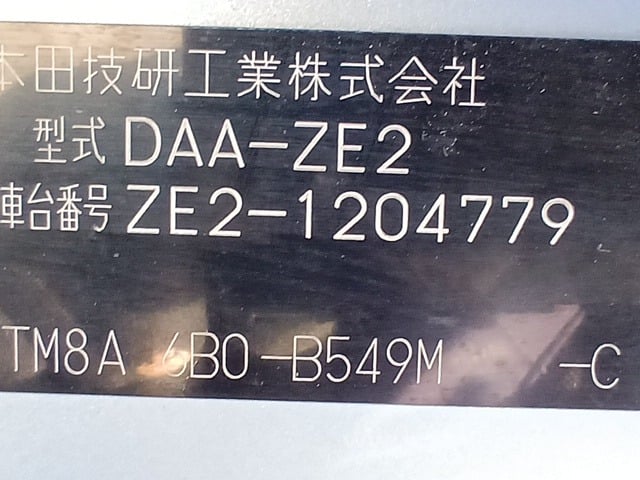 本田技研工業株式会社
型式 DAA-ZE2
車台番号 ZE2-1204779
TM8A 6B0-B549M -C